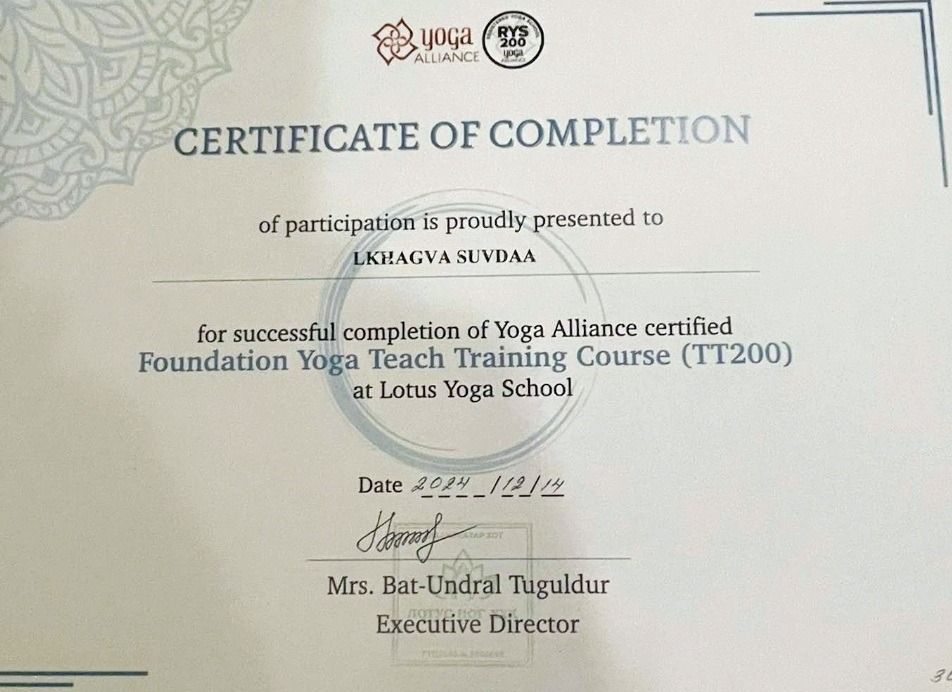 yoga
ALLIANCE
RYS
200
yoga
CERTIFICATE OF COMPLETION
of participation is proudly presented to
LKHAGVA SUVDAA
for successful completion of Yoga Alliance certified
Foundation Yoga Teach Training Course (TT200)
at Lotus Yoga School
Date 2024/12/14
Mrs. Bat-Undral Tuguldur
Executive Director